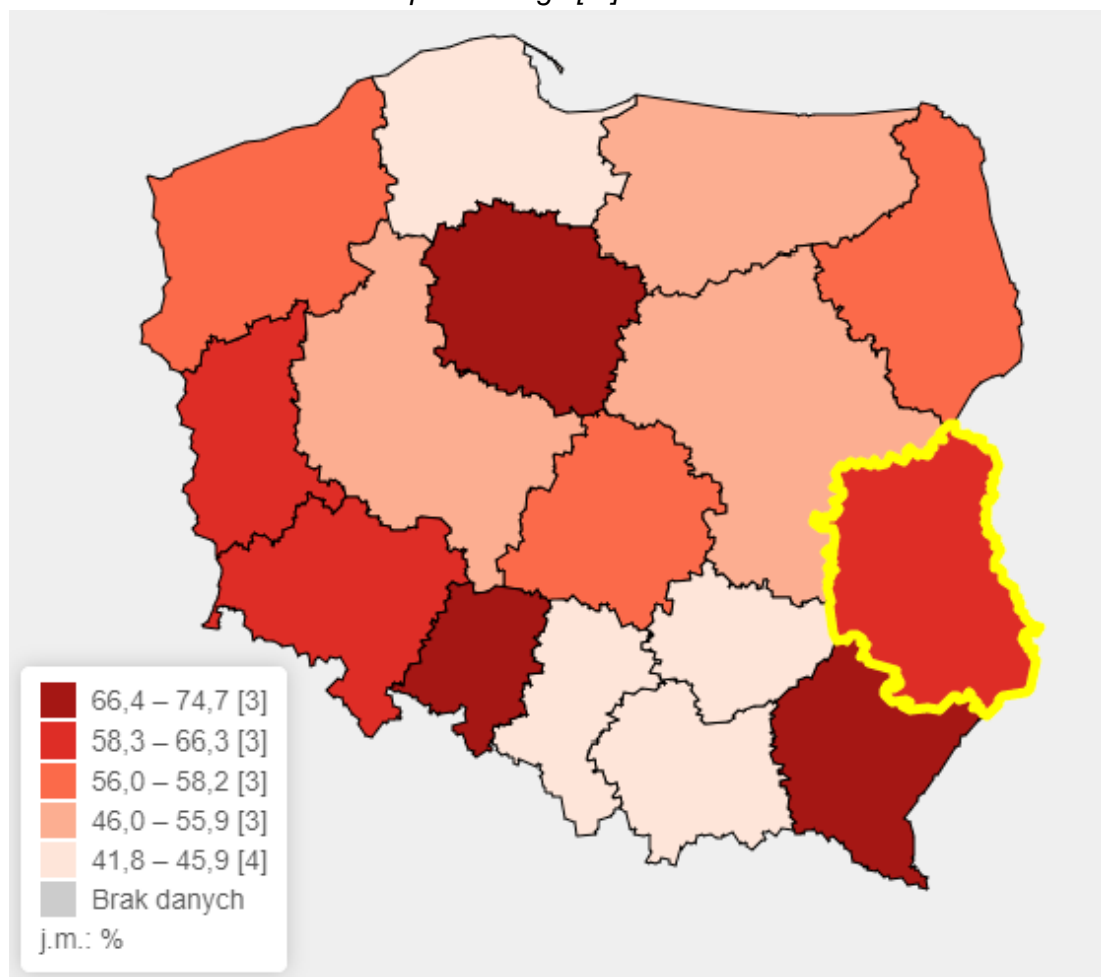 66,4 – 74,7 [3]
58,3 – 66,3 [3]
56,0 – 58,2 [3]
46,0 – 55,9 [3]
41,8 – 45,9 [4]
Brak danych
j.m.: %